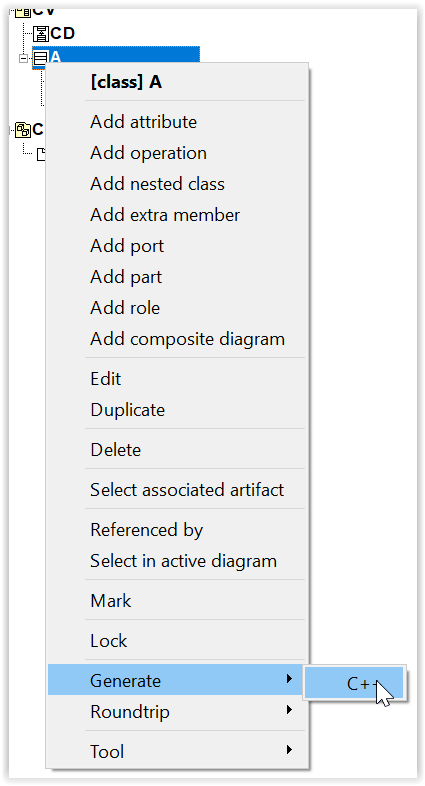 CV
CD
A
[class] A
Add attribute
Add operation
Add nested class
Add extra member
Add port
Add part
Add role
Add composite diagram
Edit
Duplicate
Delete
Select associated artifact
Referenced by
Select in active diagram
Mark
Lock
Generate
C++
Roundtrip
Tool